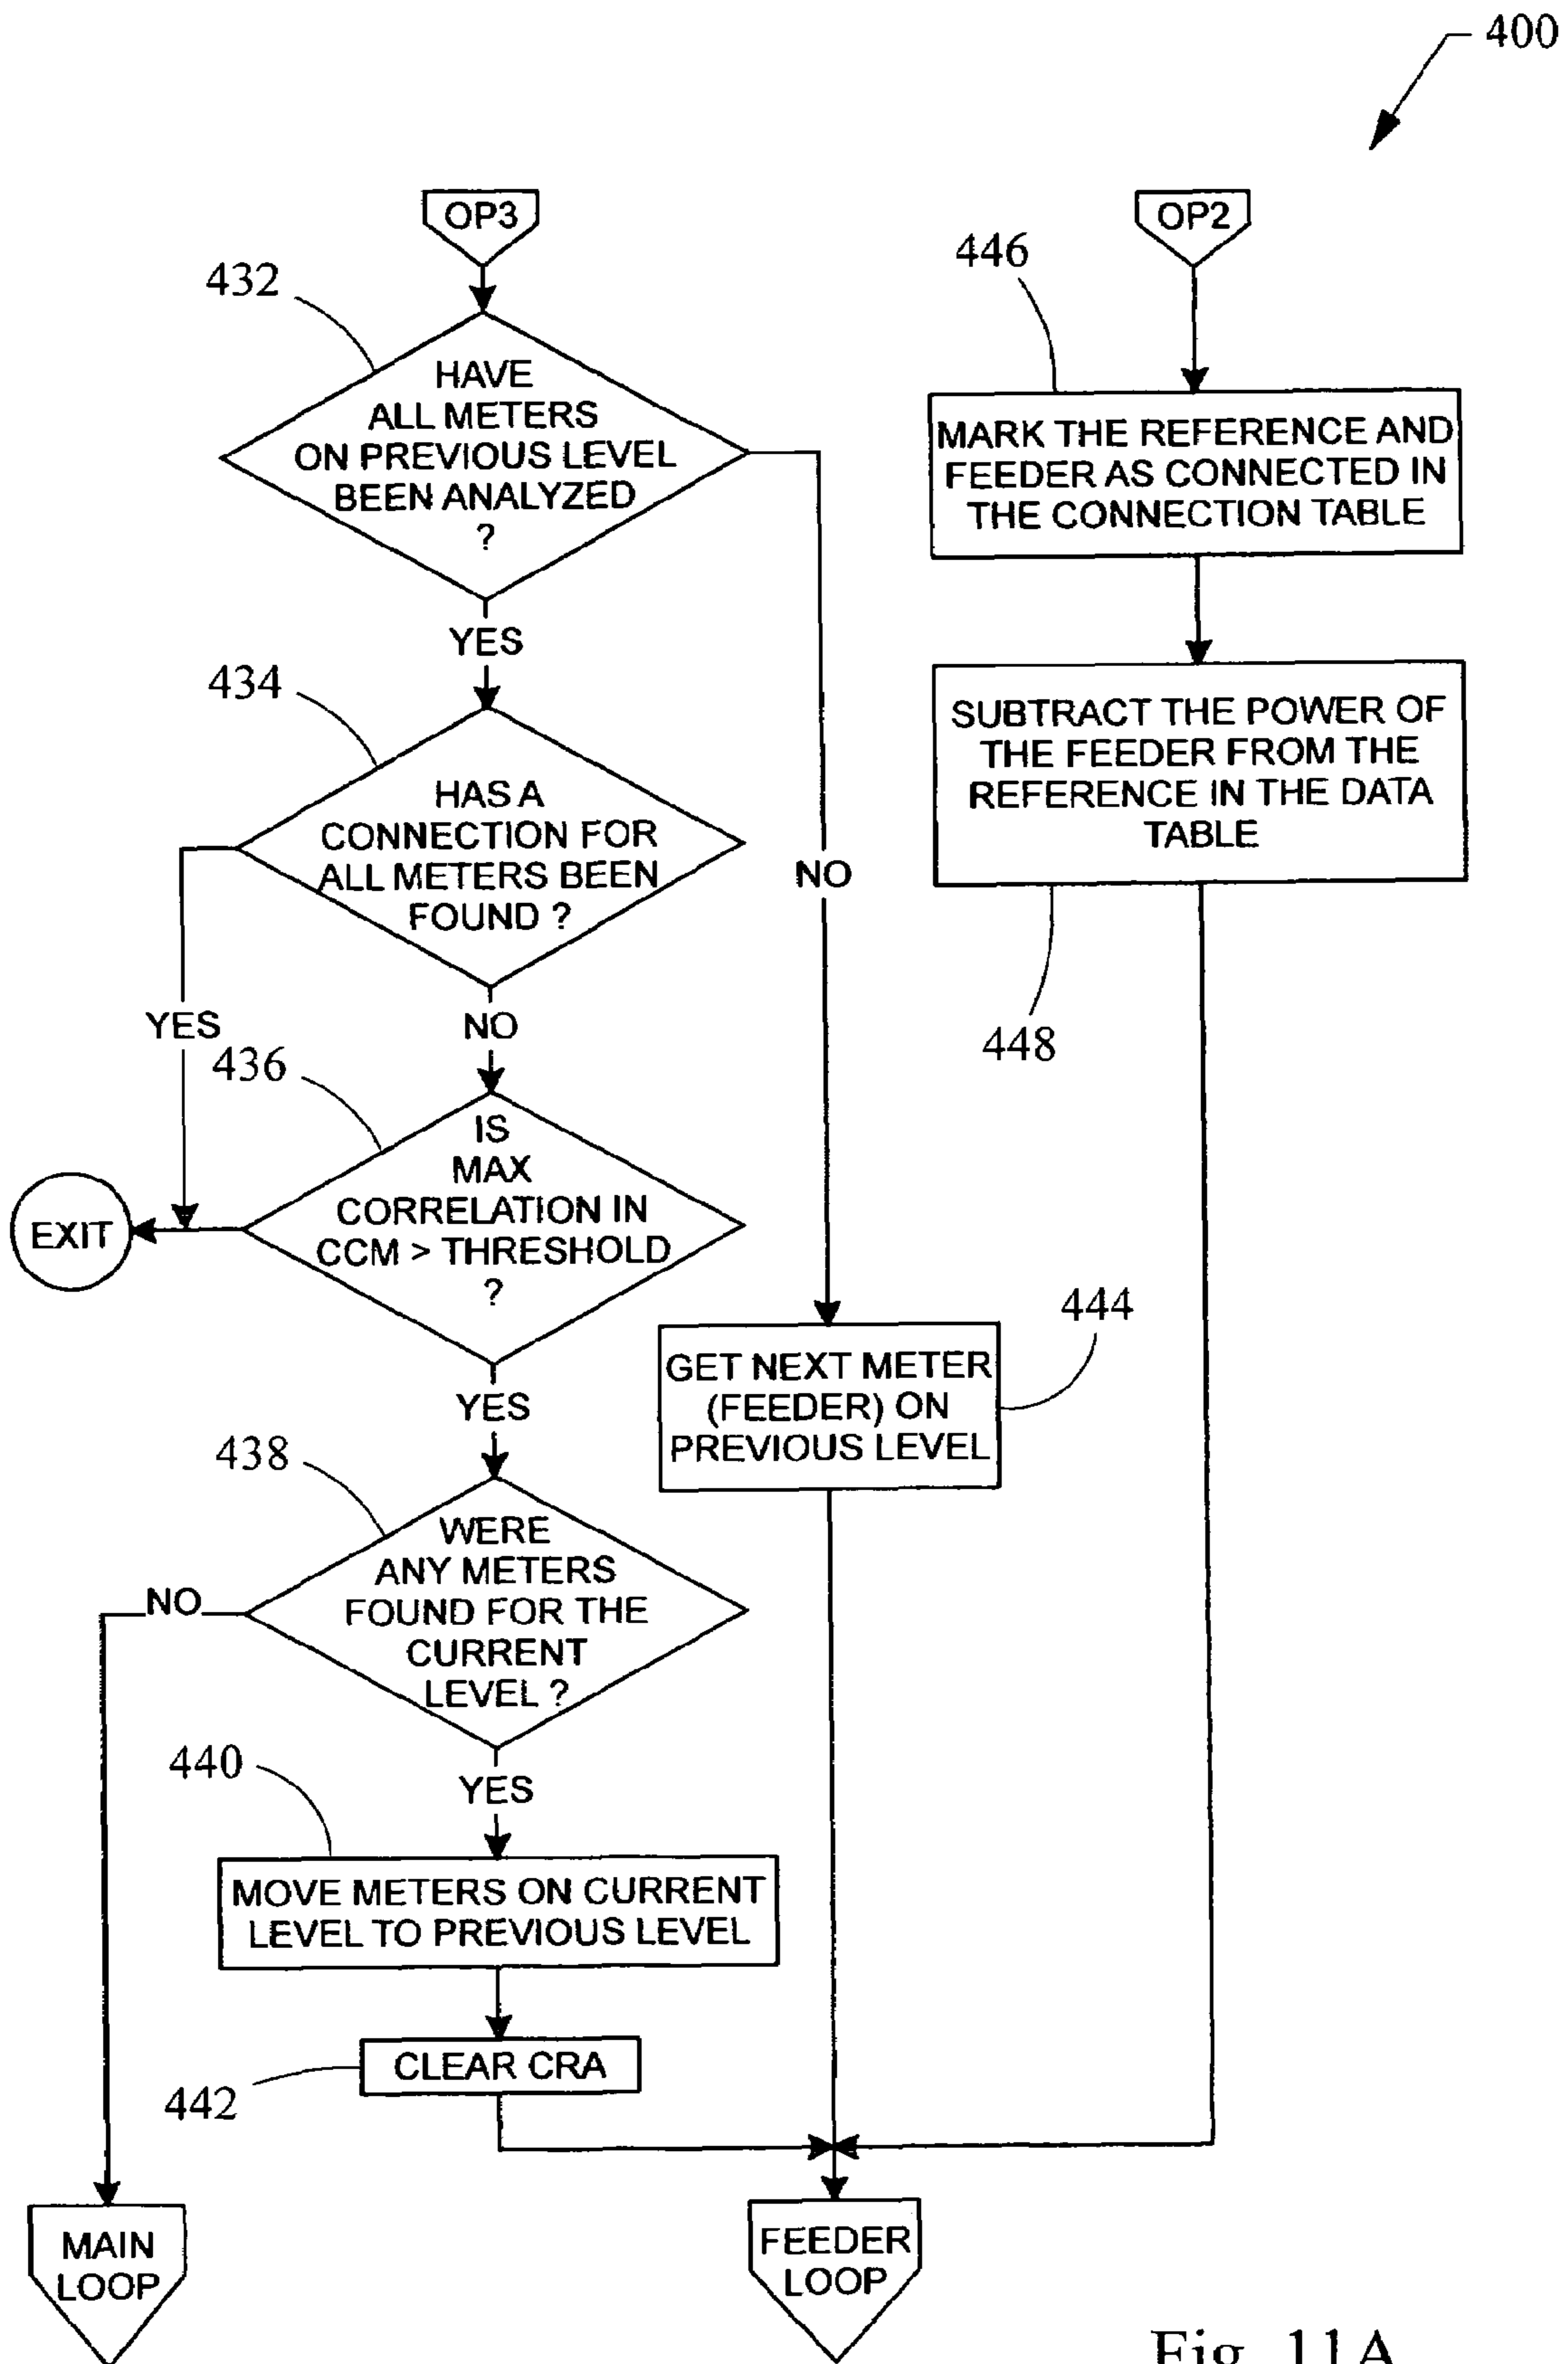 400
OP3
OP2
446
432
HAVE
ALL METERS
ON PREVIOUS LEVEL
BEEN ANALYZED
?
MARK THE REFERENCE AND
FEEDER AS CONNECTED IN
THE CONNECTION TABLE
YES
434
SUBTRACT THE POWER OF
THE FEEDER FROM THE
REFERENCE IN THE DATA
TABLE
HAS A
CONNECTION FOR
ALL METERS BEEN
FOUND ?
NO
YES
NO
448
436
IS
MAX
CORRELATION IN
CCM > THRESHOLD
?
EXIT
444
GET NEXT METER
(FEEDER) ON
PREVIOUS LEVEL
YES
438
WERE
ANY METERS
FOUND FOR THE
CURRENT
LEVEL ?
NO
440
YES
MOVE METERS ON CURRENT
LEVEL TO PREVIOUS LEVEL
CLEAR CRA
442
MAIN
LOOP
FEEDER
LOOP
Fig. 11A